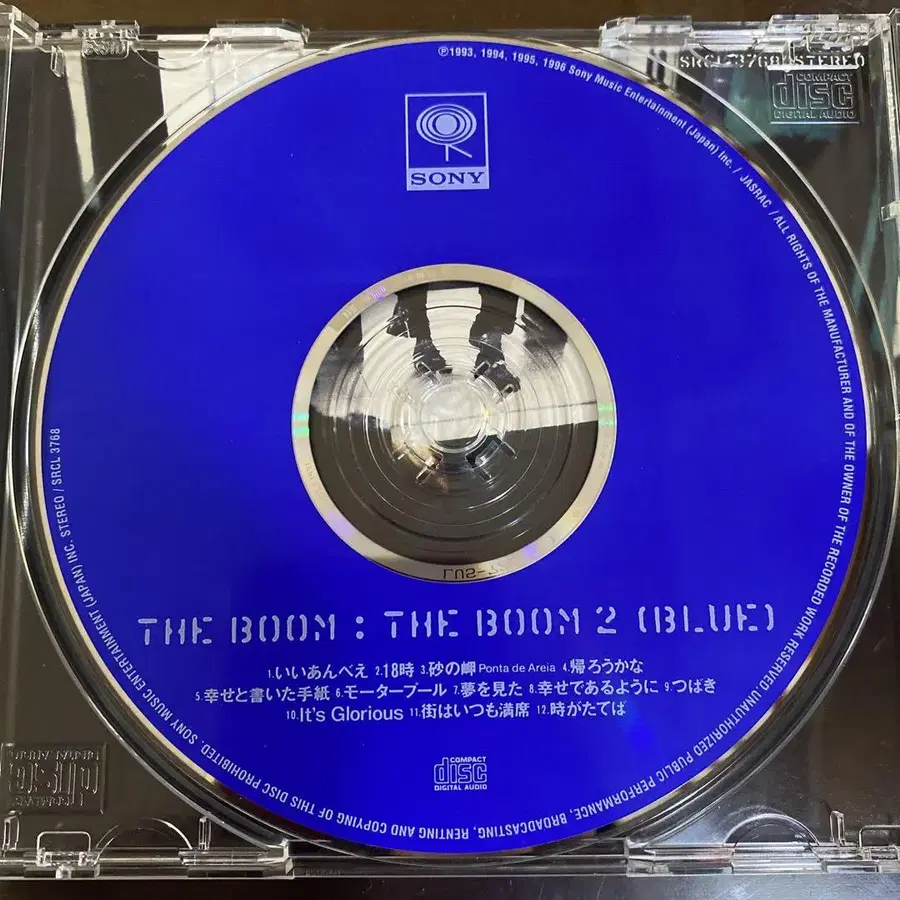 ℗1993, 1994, 1995, 1996 Sony Music Entertainment (Japan) Inc. / JASRAC / ALL RIGHTS OF THE MANUFACTURER AND OF THE OWNER OF THE RECORDED WORK RESERVED. UNAUTHORIZED PUBLIC PERFORMANCE, BROADCASTING, RENTING AND COPYING OF THIS DISC PROHIBITED. SONY MUSIC ENTERTAINMENT (JAPAN) INC. STEREO / SRCL 3768
SRCL-3768 STEREO
COMPACT
disc
DIGITAL AUDIO
SONY
THE BOOM : THE BOOM 2 (BLUE)
1.いいあんべえ 2.18時 3.砂の岬 Ponta de Areia 4.帰ろうかな
5.幸せと書いた手紙 6.モータープール 7.夢を見た 8.幸せであるように 9.つばき
10.It's Glorious 11.街はいつも満席 12.時がたてば
COMPACT
disc
DIGITAL AUDIO